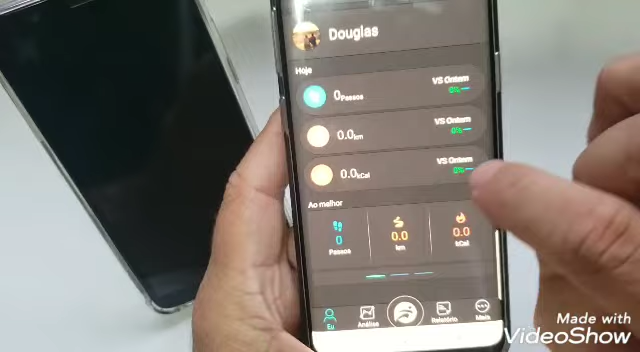 Douglas
Hoje
0Passos
VS Ontem
0%
0.0km
VS Ontem
0%
0.0kCal
VS Ontem
0%
Ao melhor
0 0.0 0.0
Passos km kCal
Eu Análise Relatório Mais
Made with
VideoShow